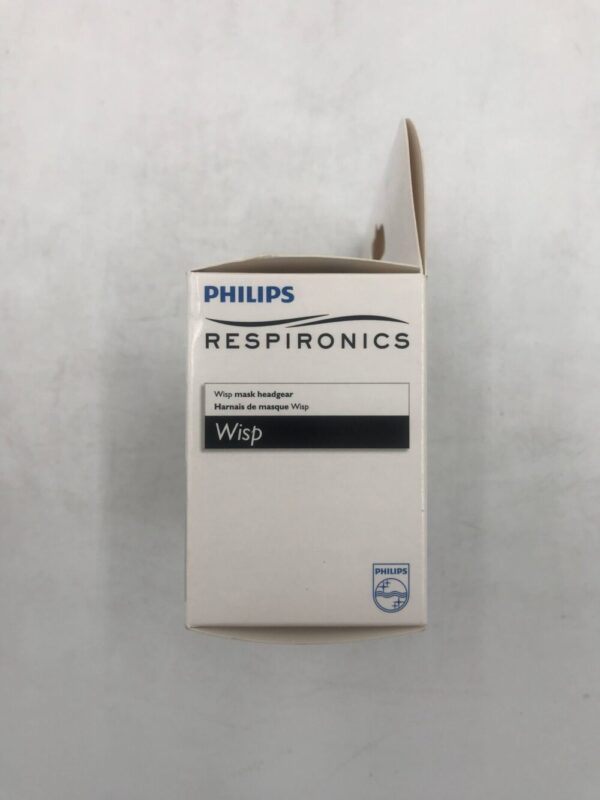 PHILIPS
RESPIRONICS
Wisp mask headgear
Harnais de masque Wisp
Wisp
PHILIPS